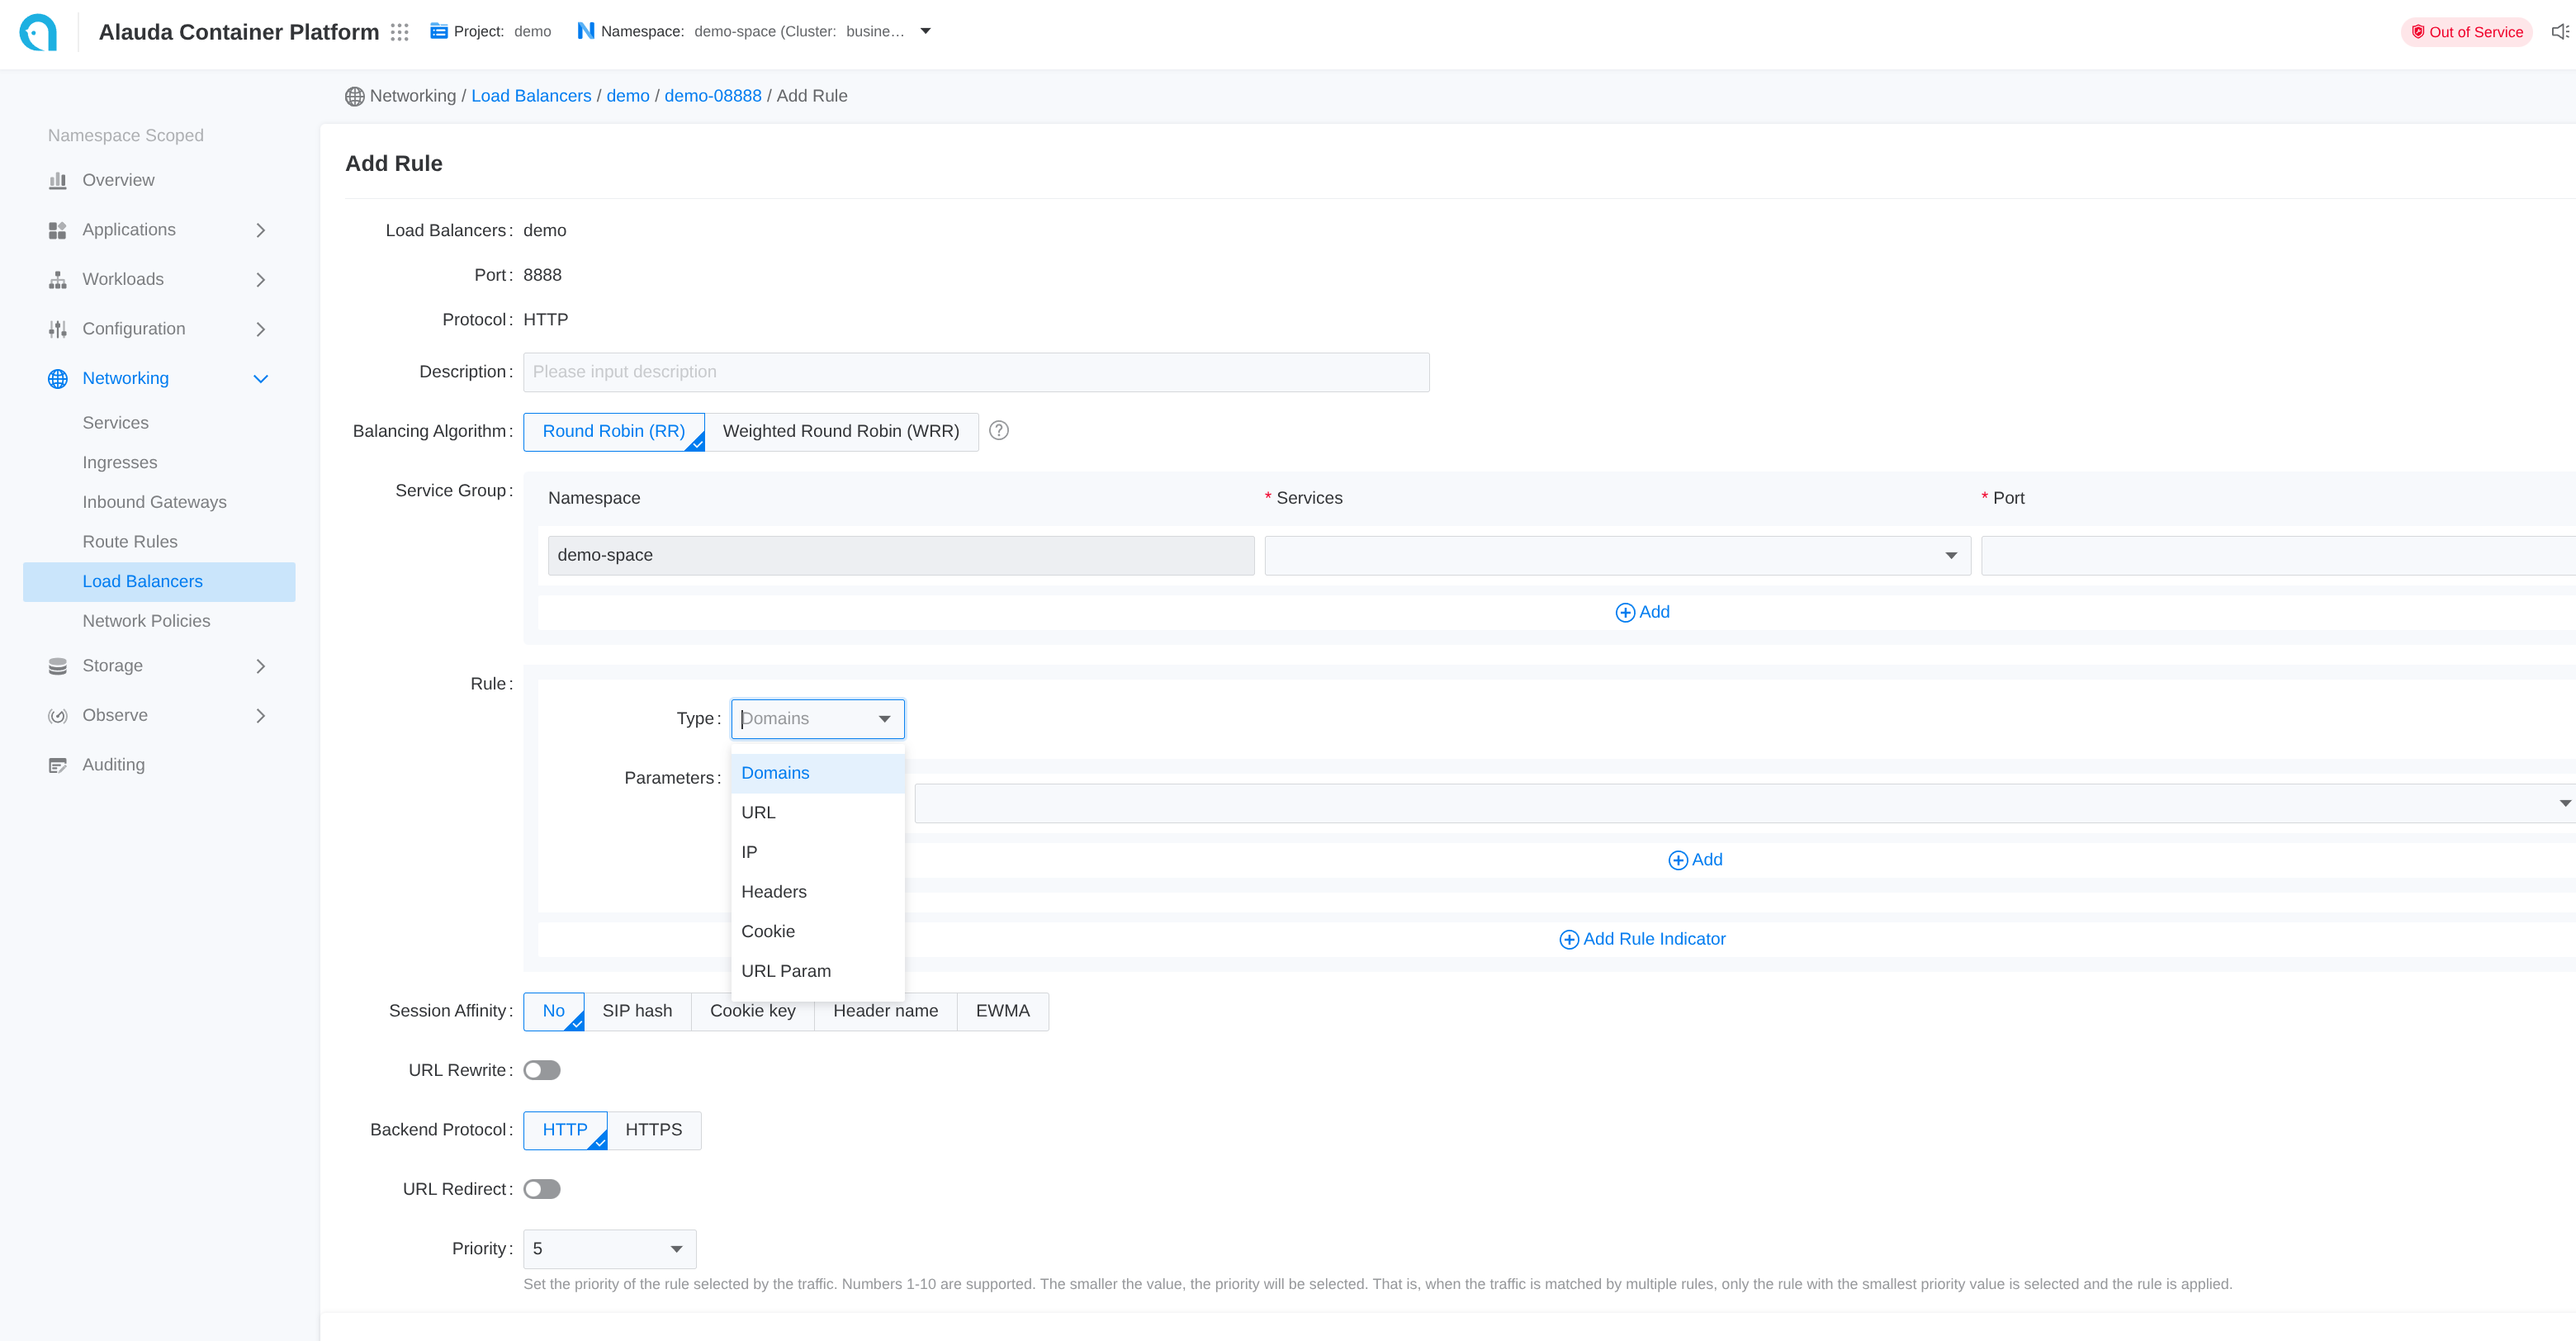 Alauda Container Platform Project: demo Namespace: demo-space (Cluster: busine… Out of Service
Networking / Load Balancers / demo / demo-08888 / Add Rule
Namespace Scoped
Overview
Applications
Workloads
Configuration
Networking
Services
Ingresses
Inbound Gateways
Route Rules
Load Balancers
Network Policies
Storage
Observe
Auditing
Add Rule
Load Balancers: demo
Port: 8888
Protocol: HTTP
Description: Please input description
Balancing Algorithm: Round Robin (RR) Weighted Round Robin (WRR) ?
Service Group: Namespace * Services * Port
demo-space
Add
Rule:
Type: Domains
Parameters:
Domains
URL
IP
Headers
Cookie
URL Param
Add
Add Rule Indicator
Session Affinity: No SIP hash Cookie key Header name EWMA
URL Rewrite:
Backend Protocol: HTTP HTTPS
URL Redirect:
Priority: 5
Set the priority of the rule selected by the traffic. Numbers 1-10 are supported. The smaller the value, the priority will be selected. That is, when the traffic is matched by multiple rules, only the rule with the smallest priority value is selected and the rule is applied.